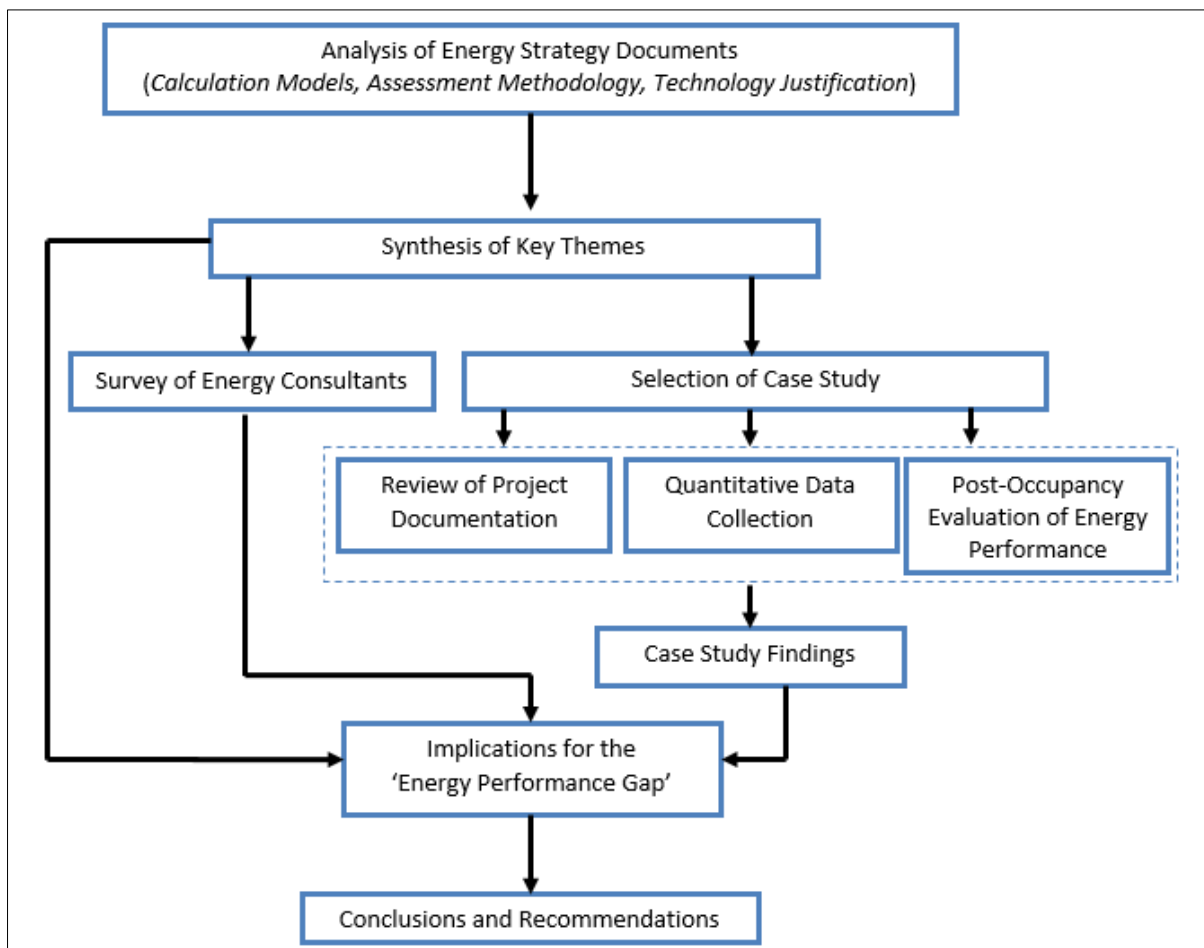 Analysis of Energy Strategy Documents
(Calculation Models, Assessment Methodology, Technology Justification)
Synthesis of Key Themes
Survey of Energy Consultants
Selection of Case Study
Review of Project
Documentation
Quantitative Data
Collection
Post-Occupancy
Evaluation of Energy
Performance
Case Study Findings
Implications for the
‘Energy Performance Gap’
Conclusions and Recommendations